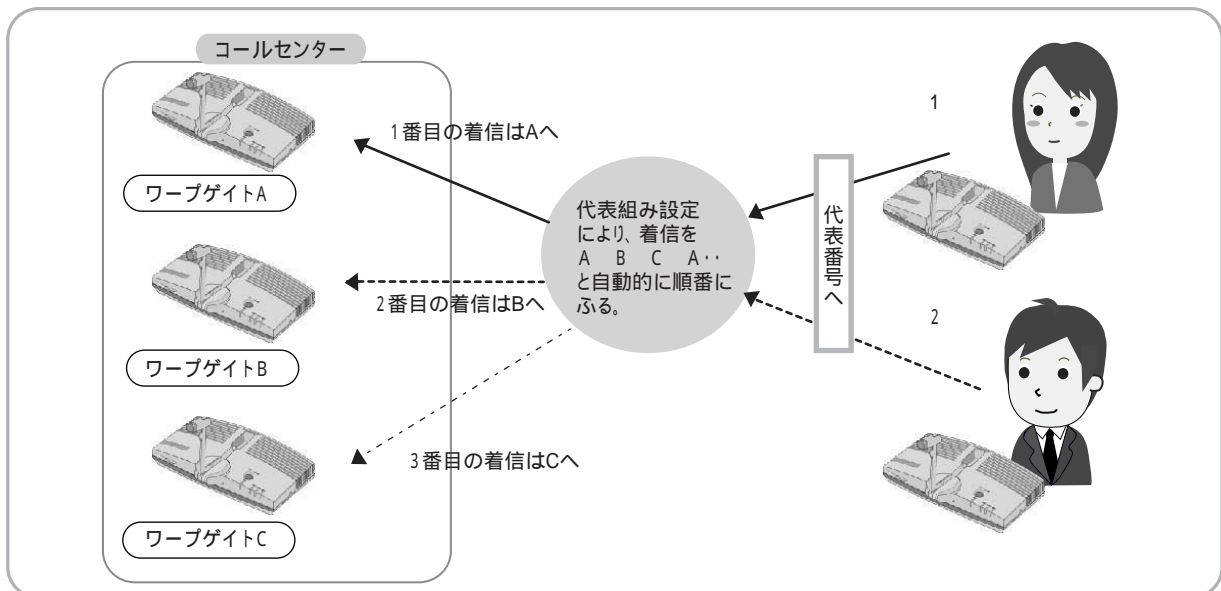 コールセンター
1番目の着信はAへ
ワープゲイトA
2番目の着信はBへ
ワープゲイトB
3番目の着信はCへ
ワープゲイトC
代表組み設定
により、着信を
A B C A‥
と自動的に順番に
ふる。
代表番号へ
1
2